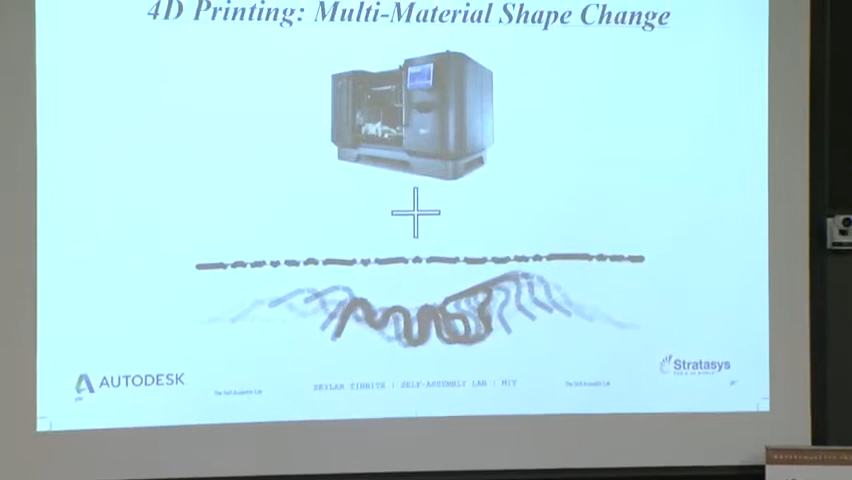 4D Printing: Multi-Material Shape Change
AUTODESK
SKYLAR TIBBITS | SELF-ASSEMBLY LAB | MIT
Stratasys